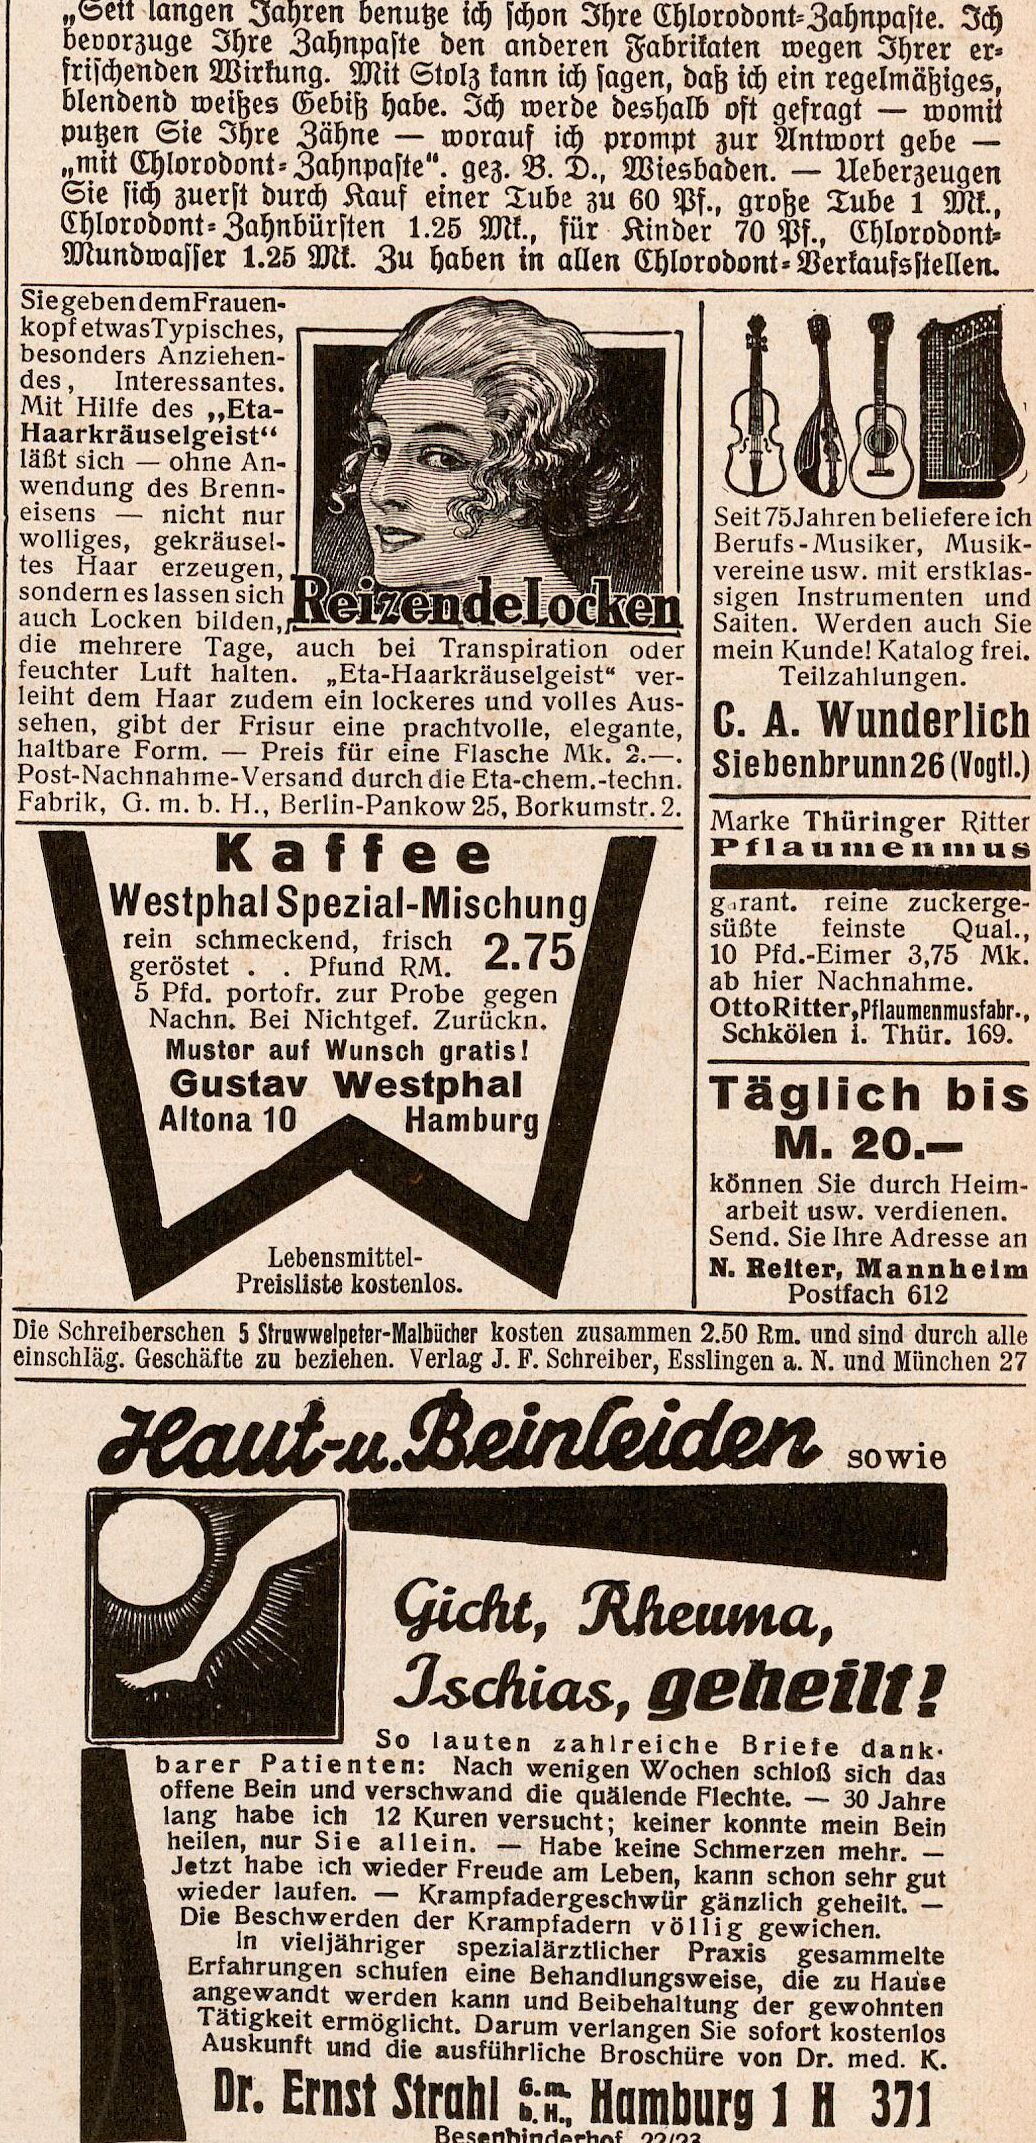 „Seit langen Jahren benutze ich schon Ihre Chlorodont-Zahnpaste. Ich
bevorzuge Ihre Zahnpaste den anderen Fabrikaten wegen Ihrer er-
frischenden Wirkung. Mit Stolz kann ich sagen, daß ich ein regelmäßiges,
blendend weißes Gebiß habe. Ich werde deshalb oft gefragt — womit
putzen Sie Ihre Zähne — worauf ich prompt zur Antwort gebe —
„mit Chlorodont-Zahnpaste“. gez. B. D., Wiesbaden. — Ueberzeugen
Sie sich zuerst durch Kauf einer Tube zu 60 Pf., große Tube 1 Mk.,
Chlorodont-Zahnbürsten 1.25 Mk., für Kinder 70 Pf., Chlorodont-
Mundwasser 1.25 Mk. Zu haben in allen Chlorodont-Verkaufsstellen.
Sie geben dem Frauen-
kopf etwas Typisches,
besonders Anziehen-
des, Interessantes.
Mit Hilfe des „Eta-
Haarkräuselgeist“
läßt sich — ohne An-
wendung des Brenn-
eisens — nicht nur
wolliges, gekräusel-
tes Haar erzeugen,
sondern es lassen sich
auch Locken bilden,
Reizende Locken
die mehrere Tage, auch bei Transpiration oder
feuchter Luft halten. „Eta-Haarkräuselgeist“ ver-
leiht dem Haar zudem ein lockeres und volles Aus-
sehen, gibt der Frisur eine prachtvolle, elegante,
haltbare Form. — Preis für eine Flasche Mk. 2.—.
Post-Nachnahme-Versand durch die Eta-chem.-techn.
Fabrik, G. m. b. H., Berlin-Pankow 25, Borkumstr. 2.
Seit 75 Jahren beliefere ich
Berufs-Musiker, Musik-
vereine usw. mit erstklas-
sigen Instrumenten und
Saiten. Werden auch Sie
mein Kunde! Katalog frei.
Teilzahlungen.
C. A. Wunderlich
Siebenbrunn 26 (Vogtl.)
Kaffee
Westphal Spezial-Mischung
rein schmeckend, frisch
geröstet . . Pfund RM. 2.75
5 Pfd. portofr. zur Probe gegen
Nachn. Bei Nichtgef. Zurückn.
Muster auf Wunsch gratis!
Gustav Westphal
Altona 10 Hamburg
Lebensmittel-
Preisliste kostenlos.
Marke Thüringer Ritter
Pflaumenmus
garant. reine zuckerge-
süßte feinste Qual.,
10 Pfd.-Eimer 3,75 Mk.
ab hier Nachnahme.
Otto Ritter, Pflaumenmusfabr.,
Schkölen i. Thür. 169.
Täglich bis
M. 20.—
können Sie durch Heim-
arbeit usw. verdienen.
Send. Sie Ihre Adresse an
N. Reiter, Mannheim
Postfach 612
Die Schreiberschen 5 Struwwelpeter-Malbücher kosten zusammen 2.50 Rm. und sind durch alle
einschläg. Geschäfte zu beziehen. Verlag J. F. Schreiber, Esslingen a. N. und München 27
Haut- u. Beinleiden sowie
Gicht, Rheuma,
Ischias, geheilt!
So lauten zahlreiche Briefe dank-
barer Patienten: Nach wenigen Wochen schloß sich das
offene Bein und verschwand die quälende Flechte. — 30 Jahre
lang habe ich 12 Kuren versucht; keiner konnte mein Bein
heilen, nur Sie allein. — Habe keine Schmerzen mehr. —
Jetzt habe ich wieder Freude am Leben, kann schon sehr gut
wieder laufen. — Krampfadergeschwür gänzlich geheilt. —
Die Beschwerden der Krampfadern völlig gewichen.
In vieljähriger spezialärztlicher Praxis gesammelte
Erfahrungen schufen eine Behandlungsweise, die zu Hause
angewandt werden kann und Beibehaltung der gewohnten
Tätigkeit ermöglicht. Darum verlangen Sie sofort kostenlos
Auskunft und die ausführliche Broschüre von Dr. med. K.
Dr. Ernst Strahl G. m. b. H., Hamburg 1 H 371
Besenbinderhof 22/23